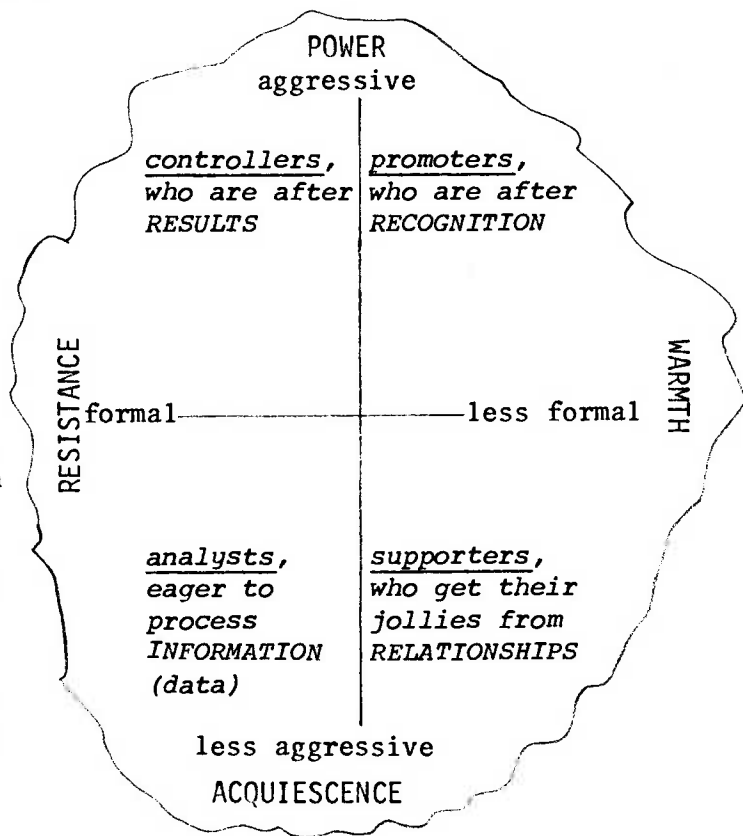 POWER
aggressive
controllers,
who are after
RESULTS
promoters,
who are after
RECOGNITION
RESISTANCE
formal
less formal
WARMTH
analysts,
eager to
process
INFORMATION
(data)
supporters,
who get their
jollies from
RELATIONSHIPS
less aggressive
ACQUIESCENCE